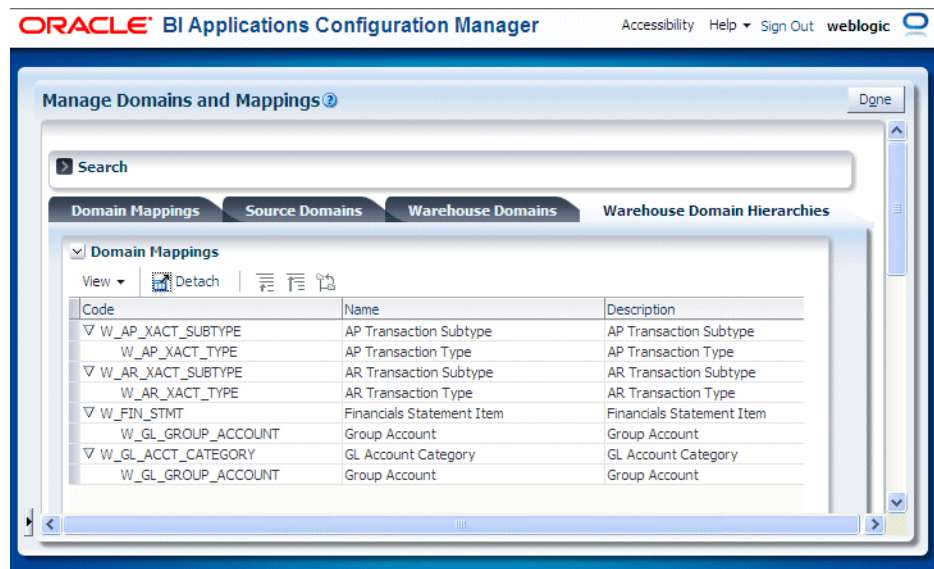 ORACLE BI Applications Configuration Manager Accessibility Help Sign Out weblogic
Manage Domains and Mappings Done
Search
Domain Mappings Source Domains Warehouse Domains Warehouse Domain Hierarchies
Domain Mappings
View Detach
Code Name Description
W_AP_XACT_SUBTYPE AP Transaction Subtype AP Transaction Subtype
W_AP_XACT_TYPE AP Transaction Type AP Transaction Type
W_AR_XACT_SUBTYPE AR Transaction Subtype AR Transaction Subtype
W_AR_XACT_TYPE AR Transaction Type AR Transaction Type
W_FIN_STMT Financials Statement Item Financials Statement Item
W_GL_GROUP_ACCOUNT Group Account Group Account
W_GL_ACCT_CATEGORY GL Account Category GL Account Category
W_GL_GROUP_ACCOUNT Group Account Group Account